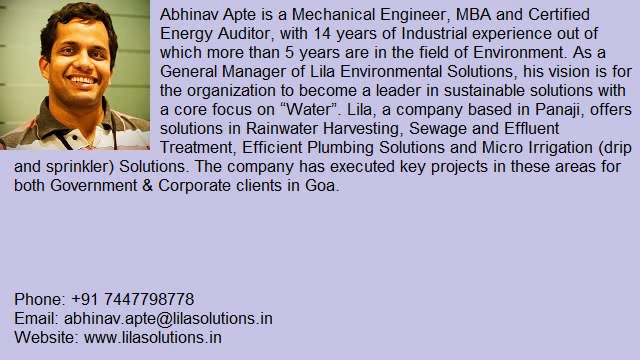 Abhinav Apte is a Mechanical Engineer, MBA and Certified
Energy Auditor, with 14 years of Industrial experience out of
which more than 5 years are in the field of Environment. As a
General Manager of Lila Environmental Solutions, his vision is for
the organization to become a leader in sustainable solutions with
a core focus on “Water”. Lila, a company based in Panaji, offers
solutions in Rainwater Harvesting, Sewage and Effluent
Treatment, Efficient Plumbing Solutions and Micro Irrigation (drip
and sprinkler) Solutions. The company has executed key projects in these areas for
both Government & Corporate clients in Goa.
Phone: +91 7447798778
Email: abhinav.apte@lilasolutions.in
Website: www.lilasolutions.in